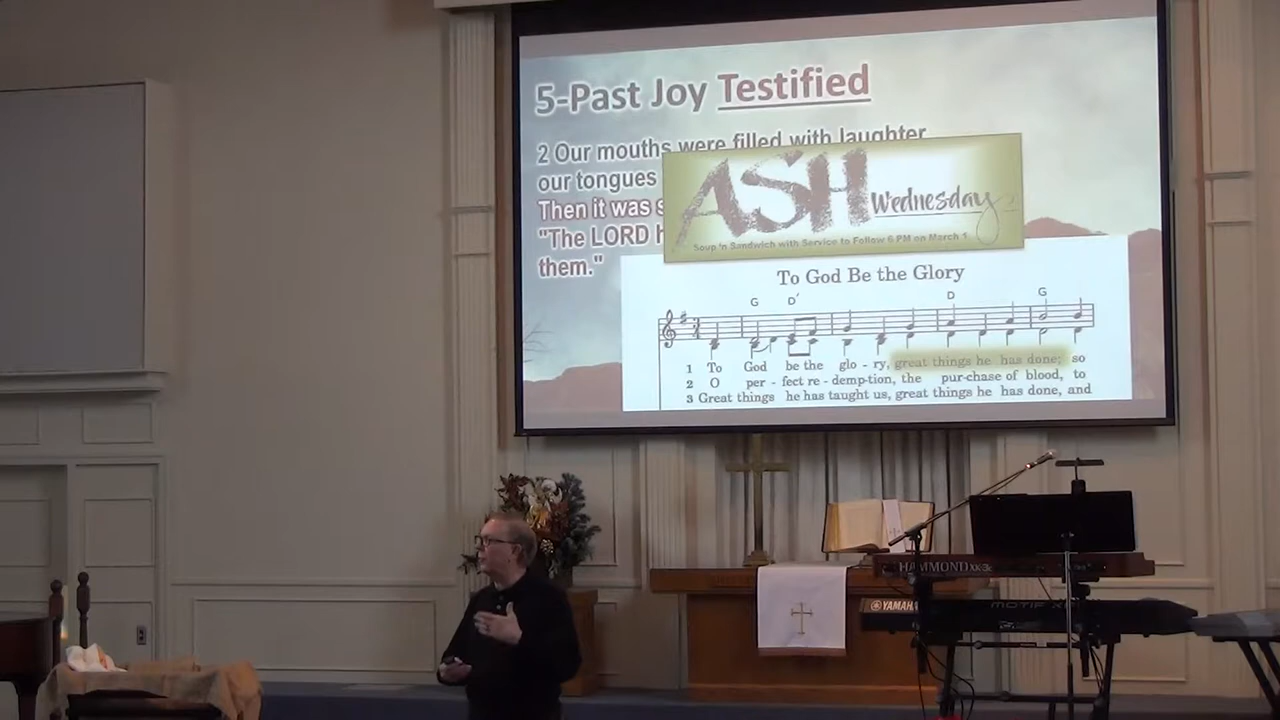 5-Past Joy Testified
2 Our mouths were filled with laughter
our tongues
Then it was s
"The LORD h
them."
ASH Wednesday
Soup 'n Sandwich with Service to Follow 6 PM on March 1
To God Be the Glory
G D D G
1 To God be the glo - ry, great things he has done; so
2 O per - fect re - demp-tion, the pur-chase of blood, to
3 Great things he has taught us, great things he has done, and
HAMMOND XK-3c
YAMAHA MOTIF XF